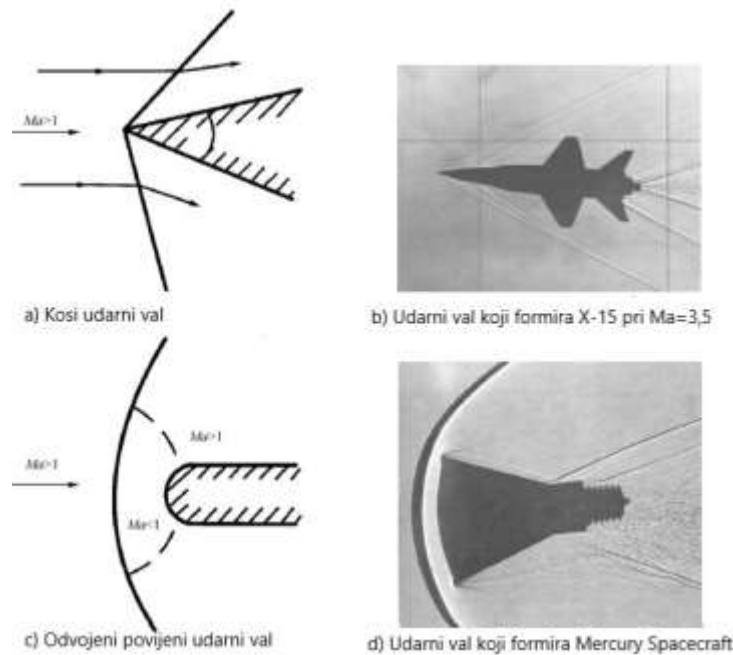 Ma>1
a) Kosi udarni val
b) Udarni val koji formira X-15 pri Ma=3,5
Ma>1
Ma>1
Ma<1
c) Odvojeni povijeni udarni val
d) Udarni val koji formira Mercury Spacecraft